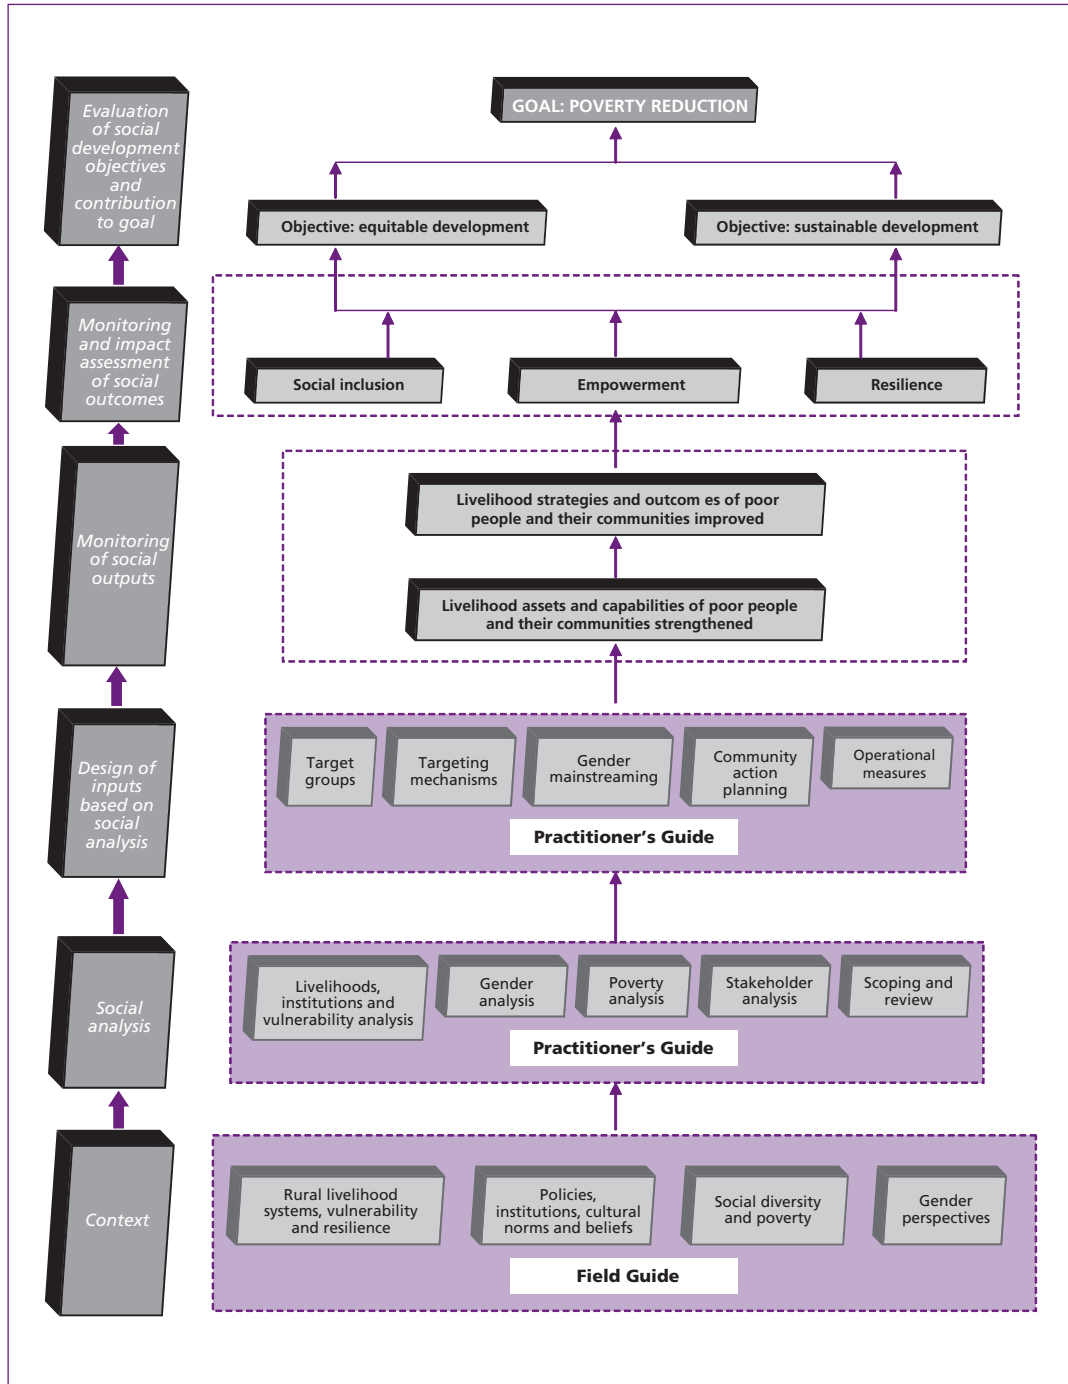 Evaluation
of social
development
objectives
and
contribution
to goal
GOAL: POVERTY REDUCTION
Objective: equitable development
Objective: sustainable development
Monitoring
and impact
assessment
of social
outcomes
Social inclusion
Empowerment
Resilience
Monitoring
of social
outputs
Livelihood strategies and outcom es of poor
people and their communities improved
Livelihood assets and capabilities of poor people
and their communities strengthened
Design of
inputs
based on
social
analysis
Target
groups
Targeting
mechanisms
Gender
mainstreaming
Community
action
planning
Operational
measures
Practitioner’s Guide
Social
analysis
Livelihoods,
institutions and
vulnerability analysis
Gender
analysis
Poverty
analysis
Stakeholder
analysis
Scoping and
review
Practitioner’s Guide
Context
Rural livelihood
systems, vulnerability
and resilience
Policies,
institutions, cultural
norms and beliefs
Social diversity
and poverty
Gender
perspectives
Field Guide